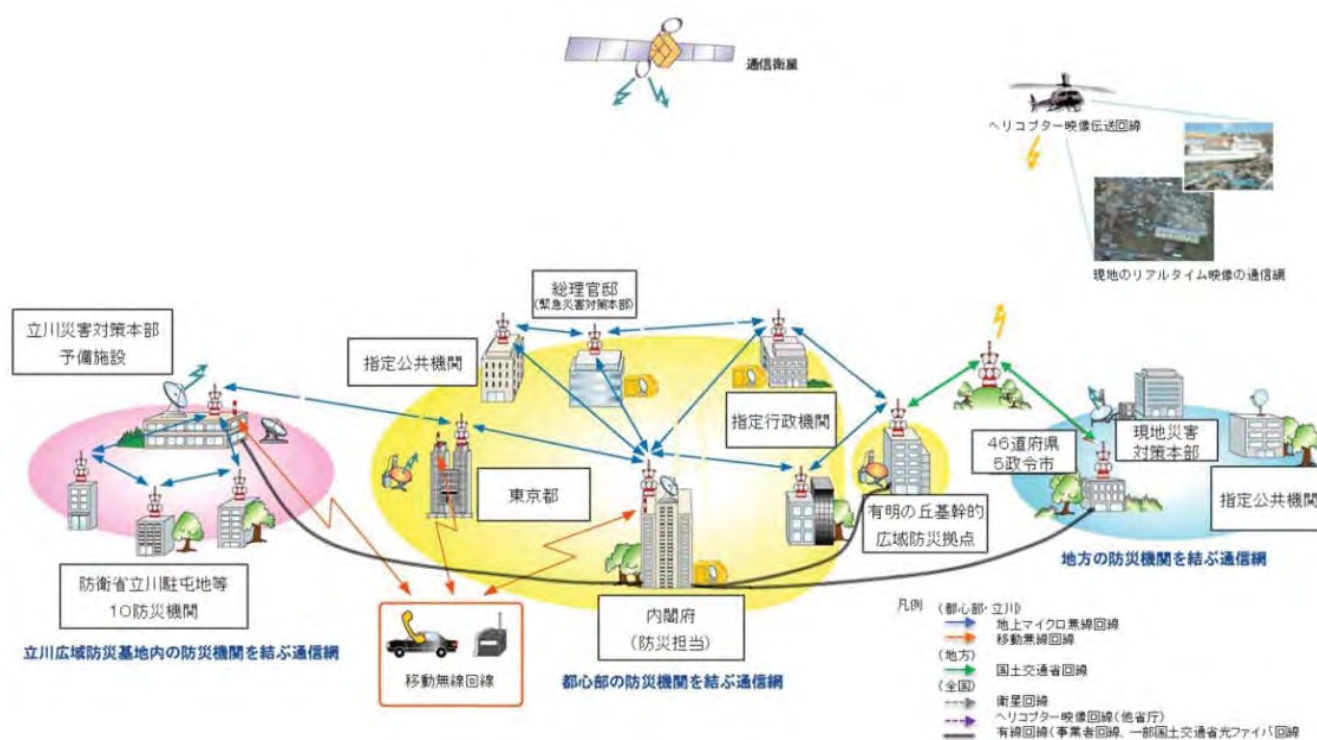 通信衛星
ヘリコプター映像伝送回線
現地のリアルタイム映像の通信網
総理官邸
(緊急災害対策本部)
立川災害対策本部
予備施設
指定公共機関
指定行政機関
東京都
46道府県
5政令市
現地災害
対策本部
指定公共機関
有明の丘基幹的
広域防災拠点
地方の防災機関を結ぶ通信網
防衛省立川駐屯地等
10防災機関
立川広域防災基地内の防災機関を結ぶ通信網
移動無線回線
内閣府
(防災担当)
都心部の防災機関を結ぶ通信網
凡例
(都心部・立川)
地上マイクロ無線回線
移動無線回線
(地方)
国土交通省回線
(全国)
衛星回線
ヘリコプター映像回線(他省庁)
有線回線(事業者回線、一部国土交通省光ファイバ回線